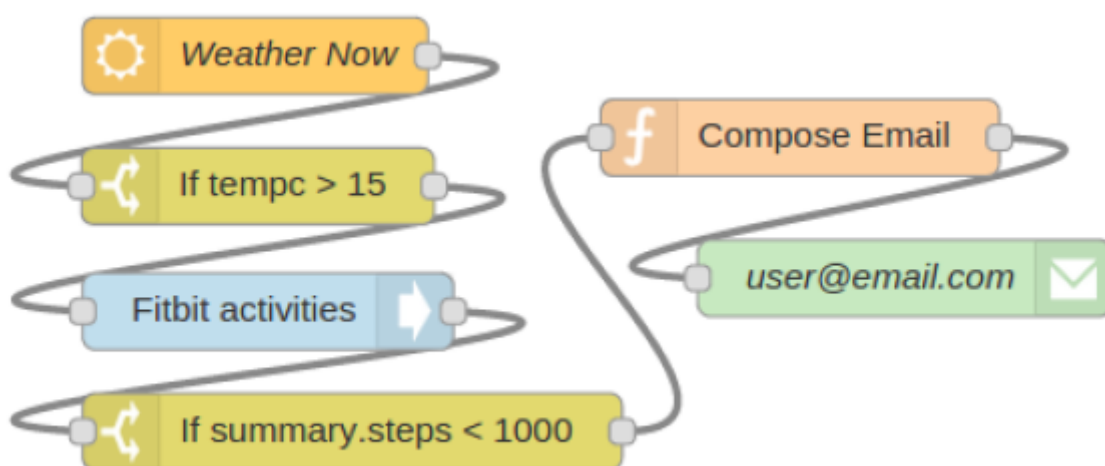 Weather Now
If tempc > 15
Fitbit activities
If summary.steps < 1000
Compose Email
user@email.com